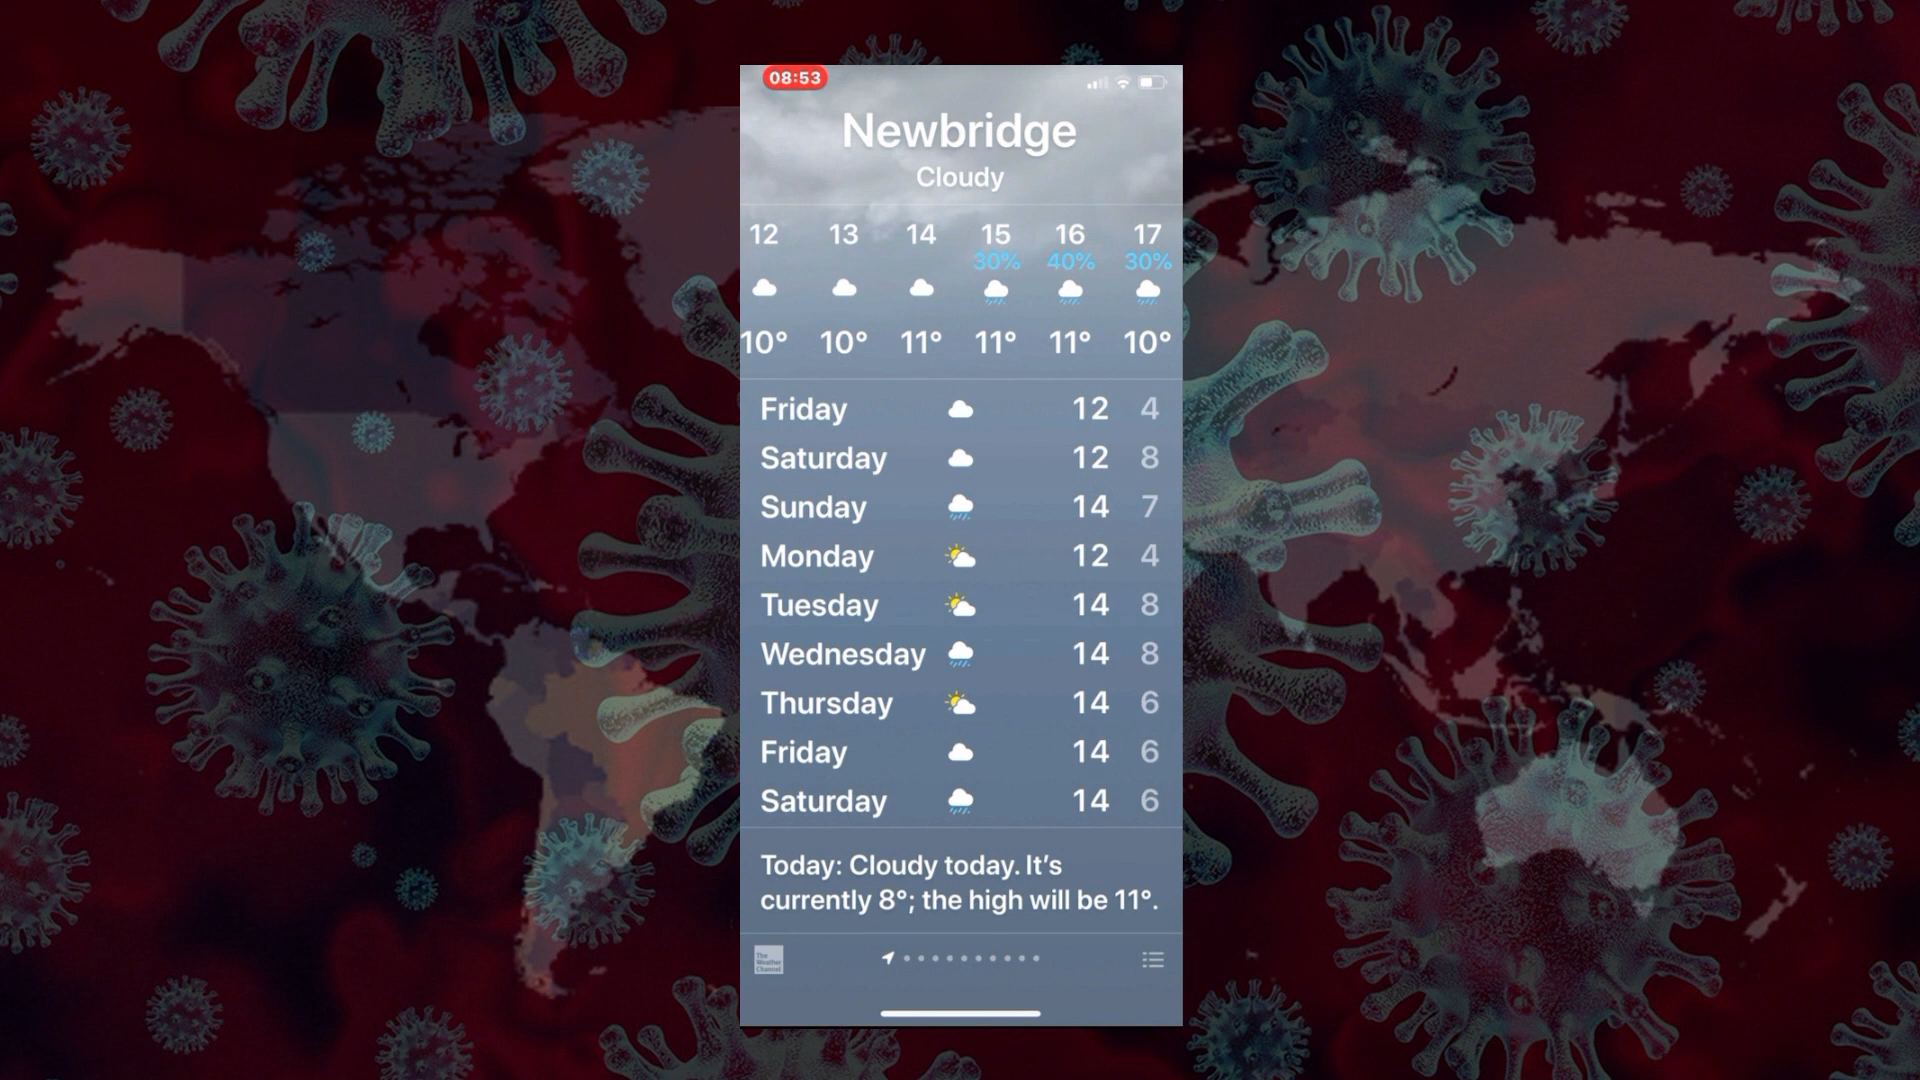 08:53
Newbridge
Cloudy
12 13 14 15 16 17
30% 40% 30%
10° 10° 11° 11° 11° 10°
Friday 12 4
Saturday 12 8
Sunday 14 7
Monday 12 4
Tuesday 14 8
Wednesday 14 8
Thursday 14 6
Friday 14 6
Saturday 14 6
Today: Cloudy today. It's
currently 8°; the high will be 11°.
The
Weather
Channel